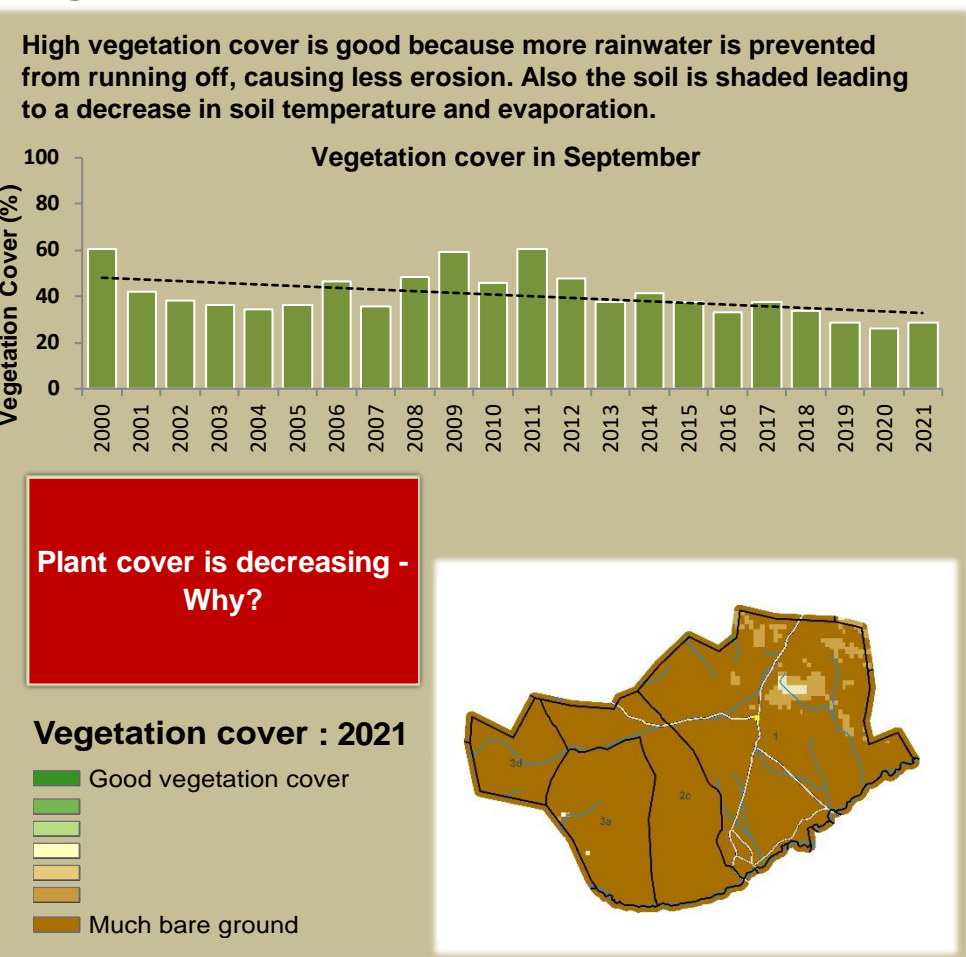 High vegetation cover is good because more rainwater is prevented
from running off, causing less erosion. Also the soil is shaded leading
to a decrease in soil temperature and evaporation.
Vegetation cover in September
Vegetation Cover (%)
100
80
60
40
20
0
2000
2001
2002
2003
2004
2005
2006
2007
2008
2009
2010
2011
2012
2013
2014
2015
2016
2017
2018
2019
2020
2021
Plant cover is decreasing -
Why?
Vegetation cover : 2021
Good vegetation cover
Much bare ground
1
3d
2c
3a